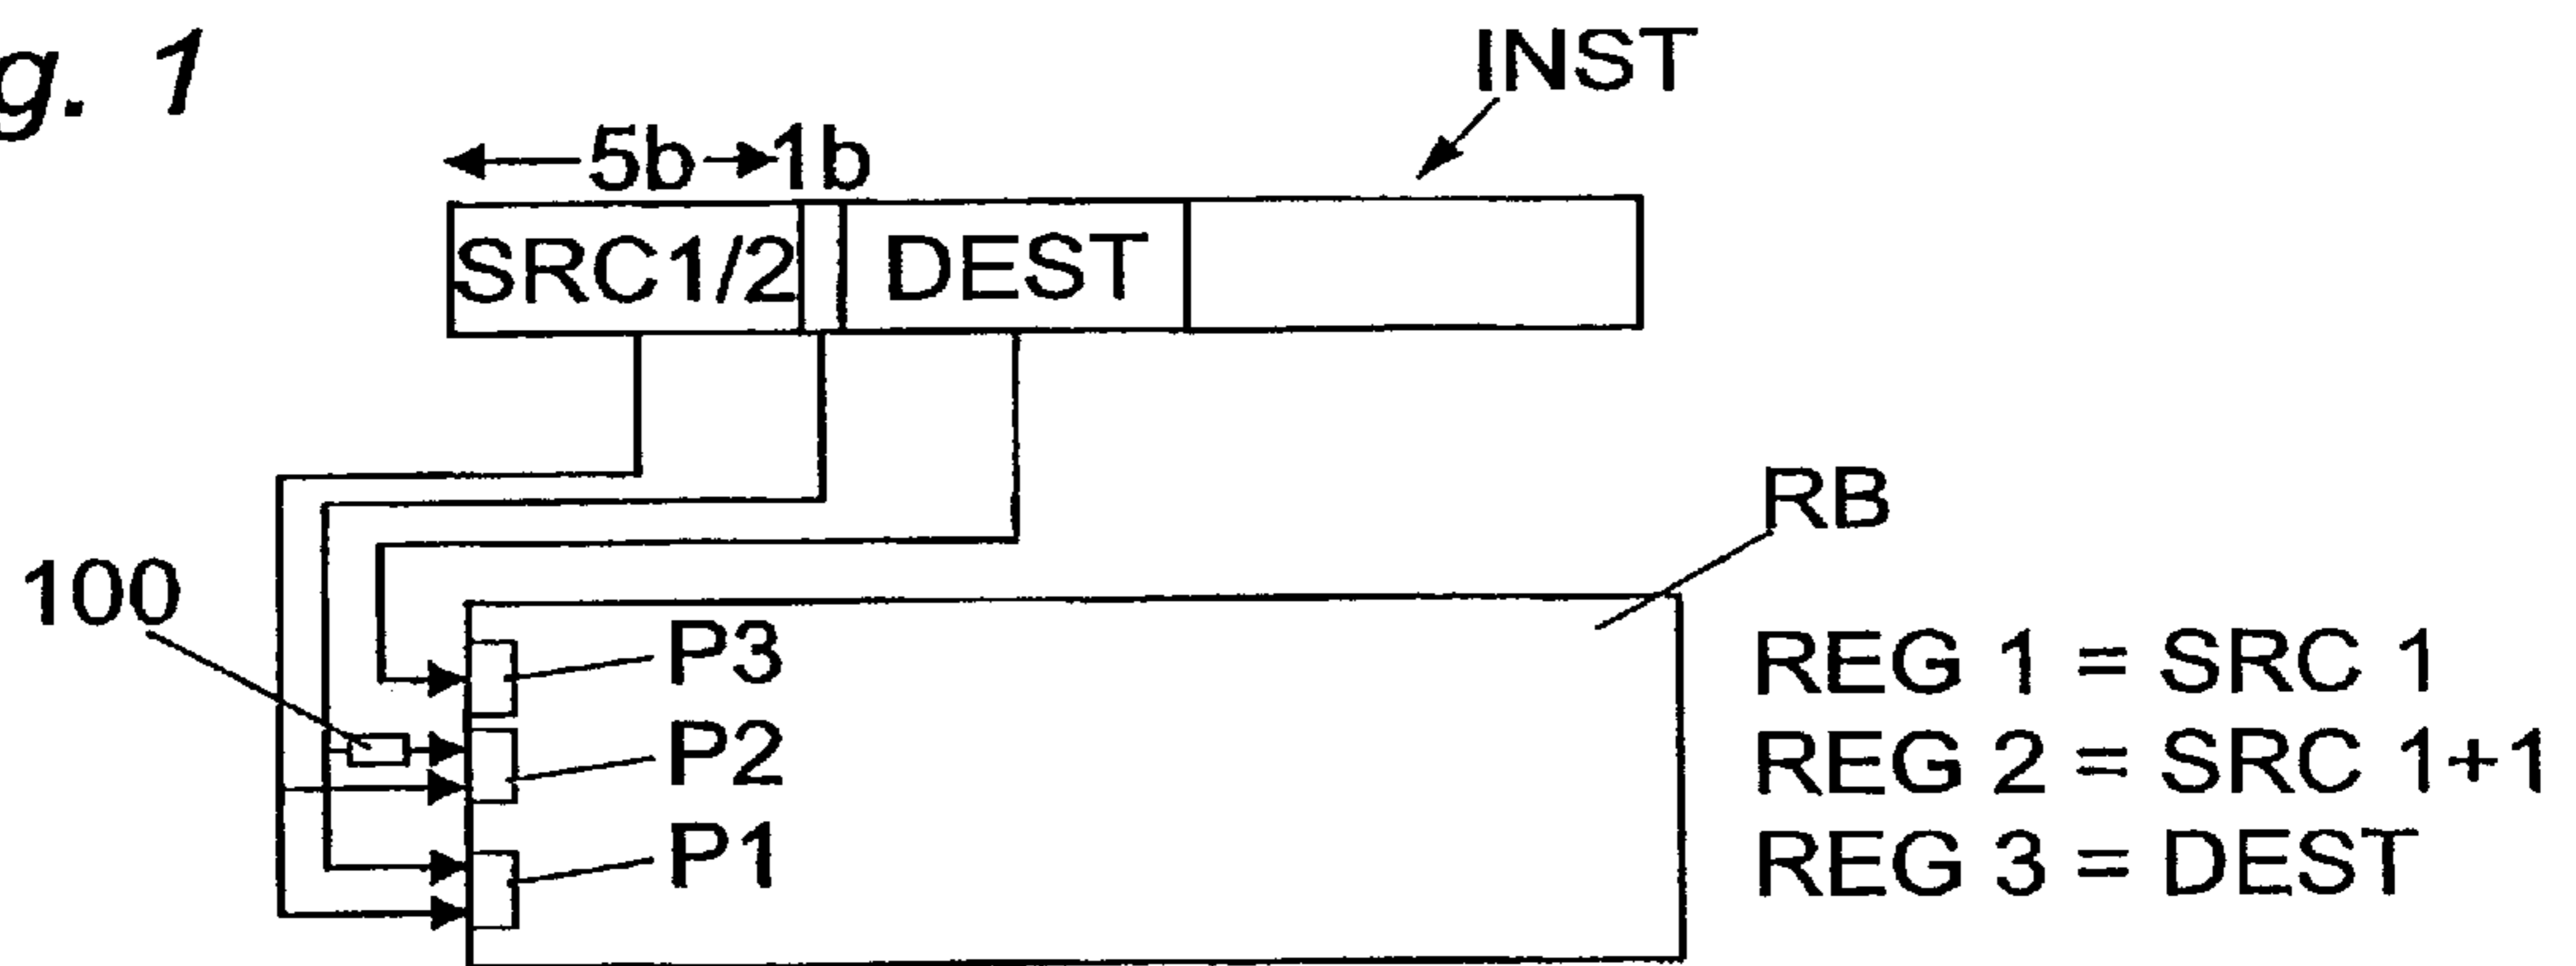 g. 1
INST
5b 1b
SRC1/2 DEST
RB
100
P3
P2
P1
REG 1 = SRC 1
REG 2 = SRC 1+1
REG 3 = DEST